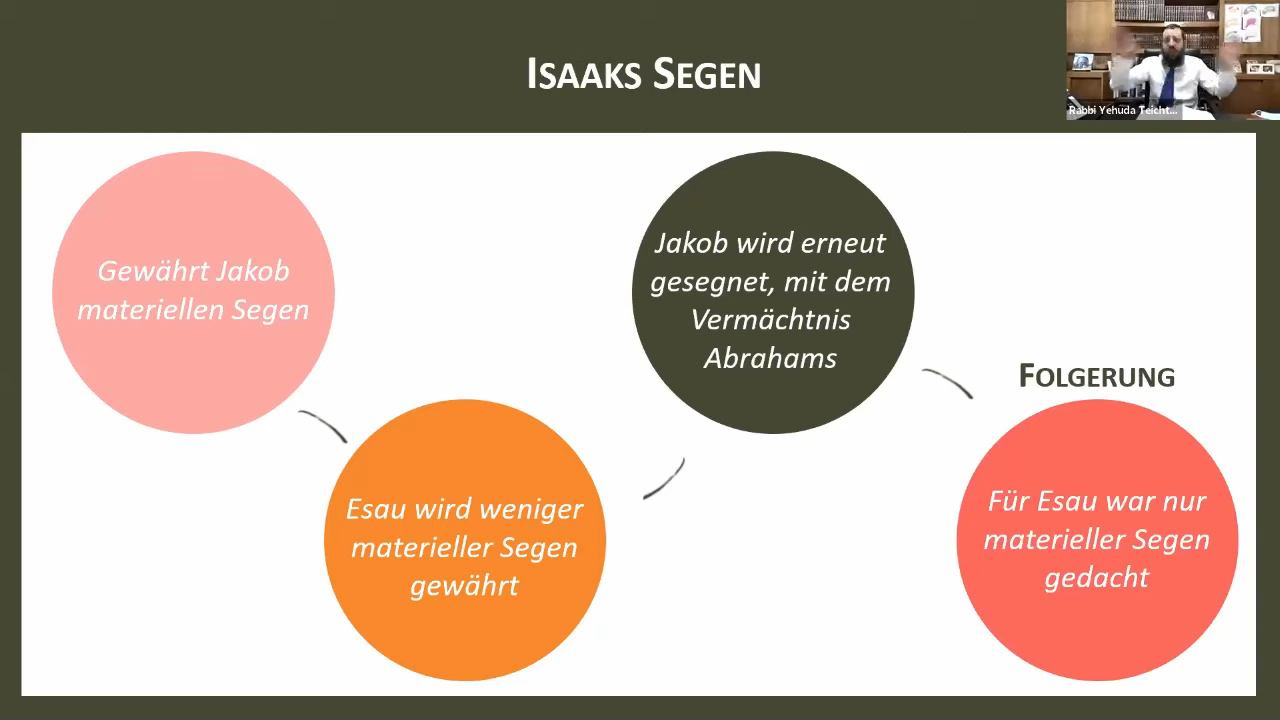 ISAAKS SEGEN
Rabbi Yehuda Teicht...
Gewährt Jakob
materiellen Segen
Esau wird weniger
materieller Segen
gewährt
Jakob wird erneut
gesegnet, mit dem
Vermächtnis
Abrahams
FOLGERUNG
Für Esau war nur
materieller Segen
gedacht